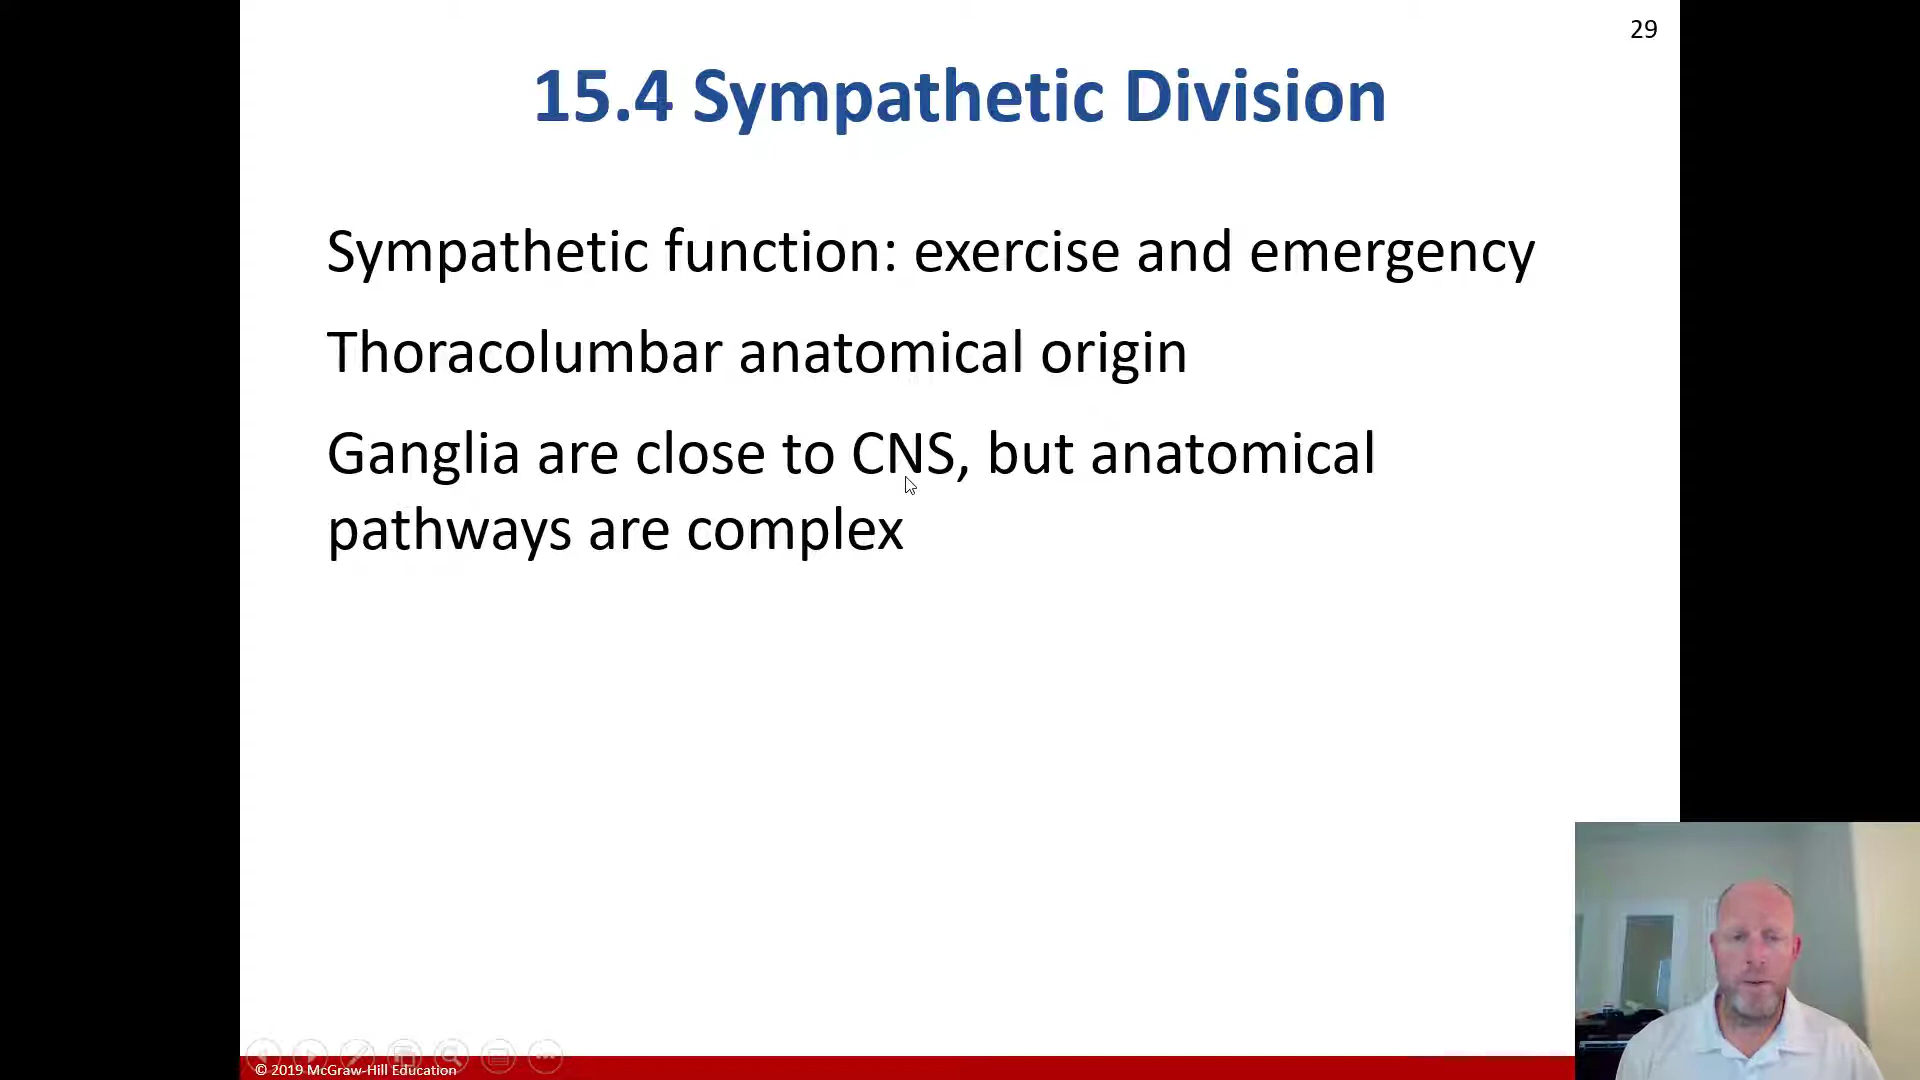 29
15.4 Sympathetic Division
Sympathetic function: exercise and emergency
Thoracolumbar anatomical origin
Ganglia are close to CNS, but anatomical
pathways are complex
© 2019 McGraw-Hill Education